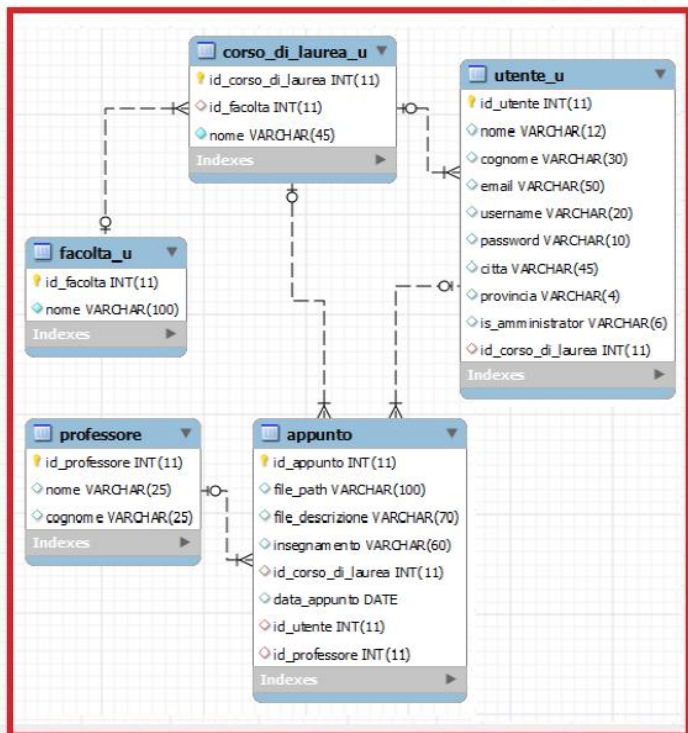 corso_di_laurea_u
id_corso_di_laurea INT(11)
id_facolta INT(11)
nome VARCHAR(45)
Indexes
utente_u
id_utente INT(11)
nome VARCHAR(12)
cognome VARCHAR(30)
email VARCHAR(50)
username VARCHAR(20)
password VARCHAR(10)
citta VARCHAR(45)
provincia VARCHAR(4)
is_amministrator VARCHAR(6)
id_corso_di_laurea INT(11)
Indexes
facolta_u
id_facolta INT(11)
nome VARCHAR(100)
Indexes
professore
id_professore INT(11)
nome VARCHAR(25)
cognome VARCHAR(25)
Indexes
appunto
id_appunto INT(11)
file_path VARCHAR(100)
file_descrizione VARCHAR(70)
insegnamento VARCHAR(60)
id_corso_di_laurea INT(11)
data_appunto DATE
id_utente INT(11)
id_professore INT(11)
Indexes